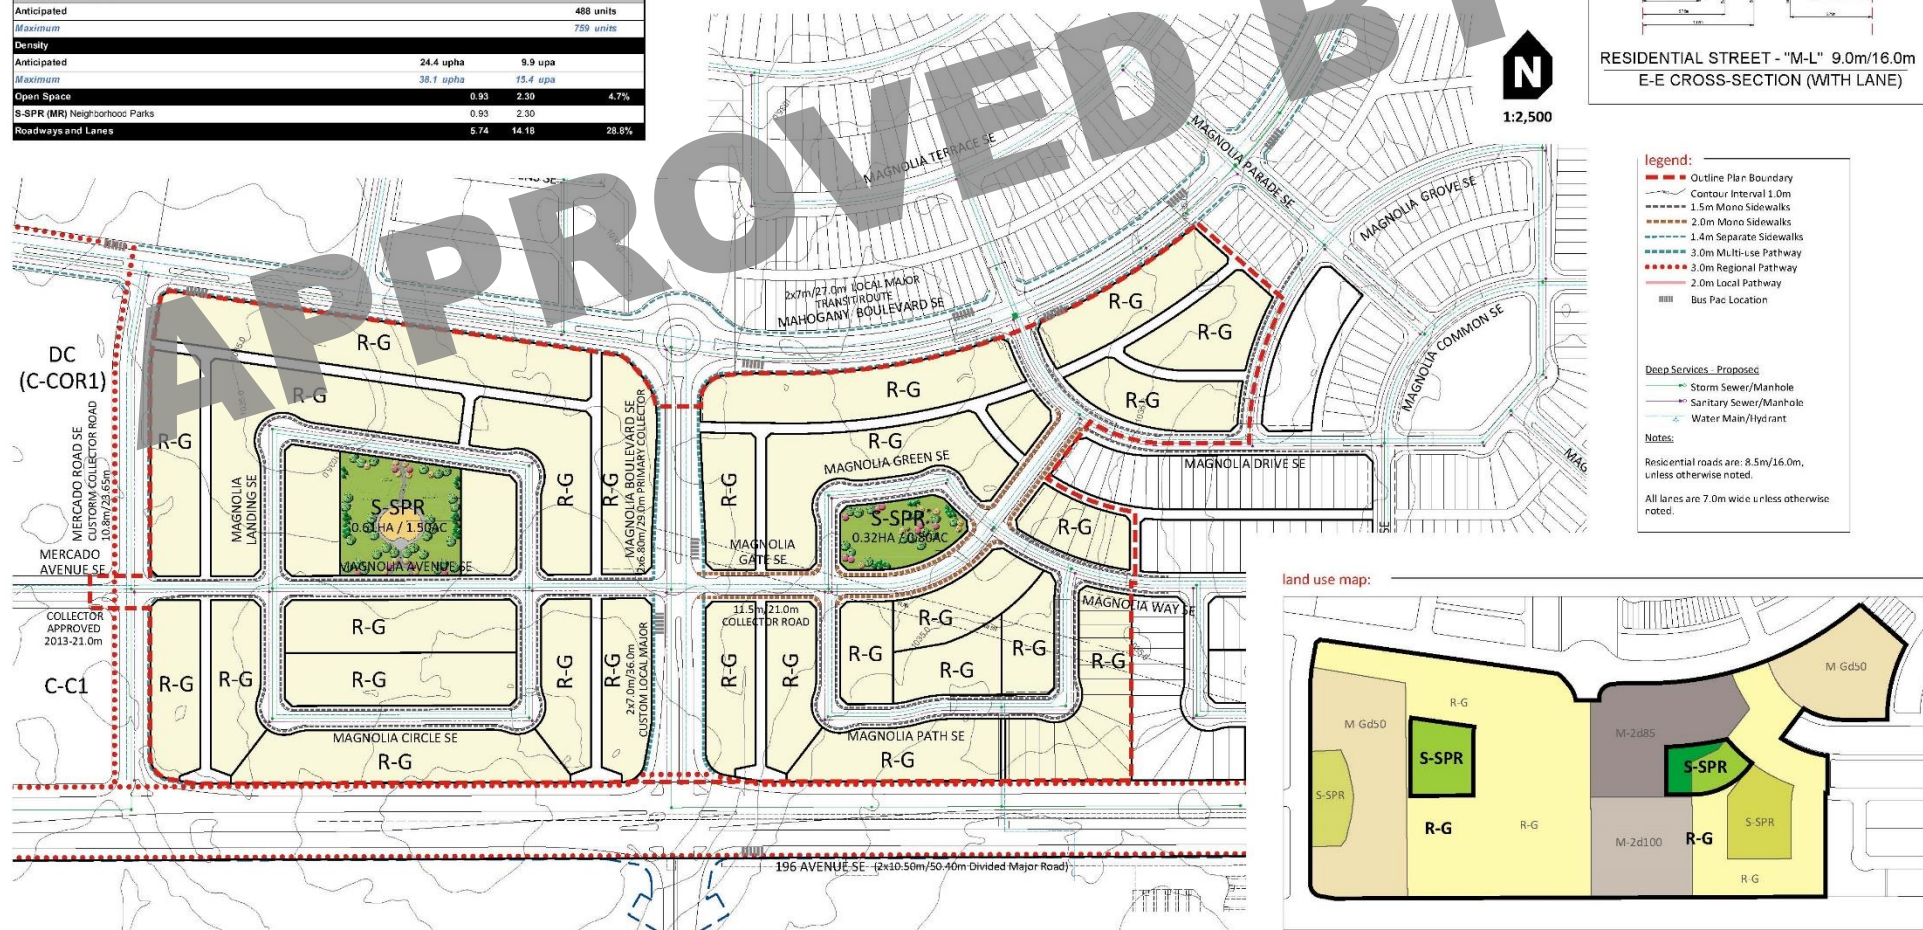 Anticipated 488 units
Maximum 759 units
Density
Anticipated 24.4 upha 9.9 upa
Maximum 38.1 upha 15.4 upa
Open Space 0.93 2.30 4.7%
S-SPR (MR) Neighborhood Parks 0.93 2.30
Roadways and Lanes 5.74 14.18 28.8%
RESIDENTIAL STREET - "M-L" 9.0m/16.0m
E-E CROSS-SECTION (WITH LANE)
N
1:2,500
APPROVED BY
legend:
Outline Plan Boundary
Contour Interval 1.0m
1.5m Mono Sidewalks
2.0m Mono Sidewalks
1.4m Separate Sidewalks
3.0m Multi-use Pathway
3.0m Regional Pathway
2.0m Local Pathway
Bus Pad Location
Deep Services - Proposed
Storm Sewer/Manhole
Sanitary Sewer/Manhole
Water Main/Hydrant
Notes:
Residential roads are: 8.5m/16.0m,
unless otherwise noted.
All lanes are 7.0m wide unless otherwise
noted.
MAGNOLIA TERRACE SE
MAGNOLIA PARADE SE
MAGNOLIA GROVE SE
MAGNOLIA COMMON SE
2x7m/27.0m LOCAL MAJOR
TRANSIT ROUTE
MAHOGANY BOULEVARD SE
DC
(C-COR1)
MERCADO ROAD SE
CUSTORM COLLECTOR ROAD
10.8m/23.65m
R-G
R-G
R-G
R-G
R-G
R-G
R-G
R-G
R-G
R-G
R-G
MAGNOLIA GREEN SE
MAGNOLIA DRIVE SE
MAG
SE
MAGNOLIA
LANDING SE
S-SPR
0.61HA / 1.50AC
MAGNOLIA BOULEVARD SE
2x6.80m/29.0m PRIMARY COLLECTOR
S-SPR
0.32HA / 0.80AC
R-G
MAGNOLIA
GATE SE
MERCADO
AVENUE SE
MAGNOLIA AVENUE SE
COLLECTOR
APPROVED
2013-21.0m
11.5m/21.0m
COLLECTOR ROAD
MAGNOLIA WAY SE
C-C1
R-G
R-G
R-G
R-G
R-G
R-G
2x7.0m/36.0m
CUSTOM LOCAL MAJOR
R-G
R-G
R-G
R-G
R-G
R-G
R-G
MAGNOLIA CIRCLE SE
R-G
MAGNOLIA PATH SE
R-G
196 AVENUE SE (2x10.50m/50.40m Divided Major Road)
land use map:
M Gd50
M Gd50
R-G
M-2d85
S-SPR
S-SPR
S-SPR
R-G
R-G
M-2d100
R-G
S-SPR
R-G